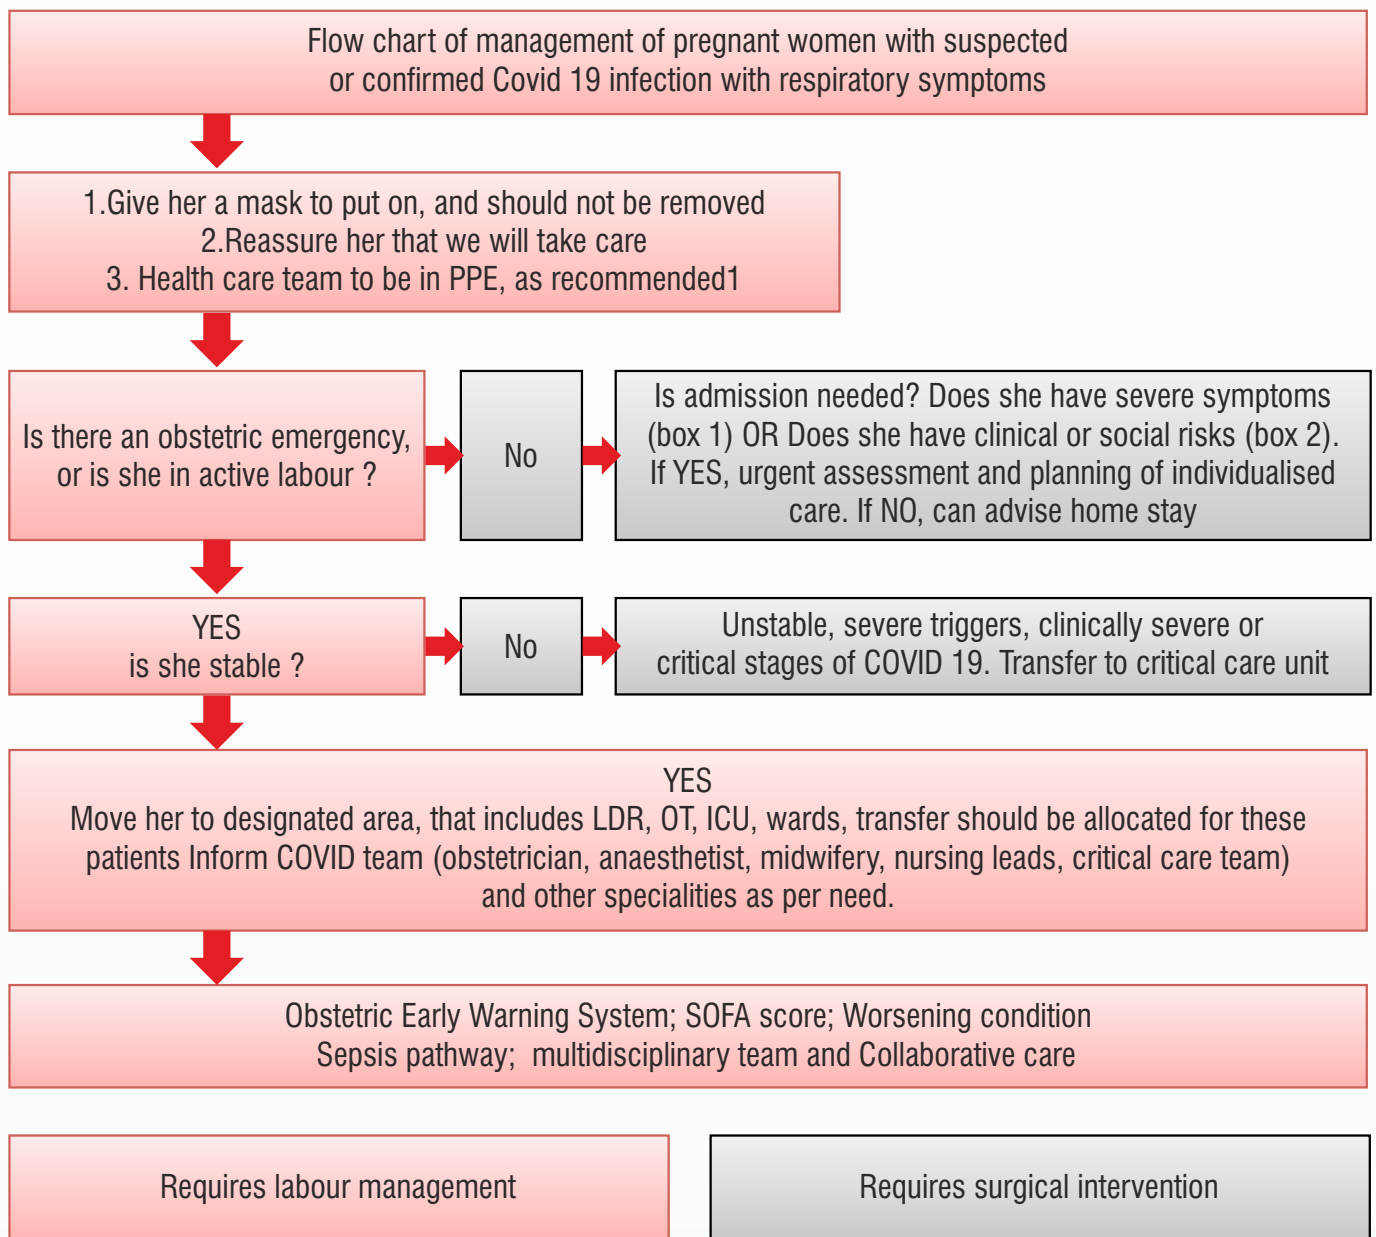 Flow chart of management of pregnant women with suspected
or confirmed Covid 19 infection with respiratory symptoms
1.Give her a mask to put on, and should not be removed
2.Reassure her that we will take care
3. Health care team to be in PPE, as recommended1
Is there an obstetric emergency,
or is she in active labour ?
No
Is admission needed? Does she have severe symptoms
(box 1) OR Does she have clinical or social risks (box 2).
If YES, urgent assessment and planning of individualised
care. If NO, can advise home stay
YES
is she stable ?
No
Unstable, severe triggers, clinically severe or
critical stages of COVID 19. Transfer to critical care unit
YES
Move her to designated area, that includes LDR, OT, ICU, wards, transfer should be allocated for these
patients Inform COVID team (obstetrician, anaesthetist, midwifery, nursing leads, critical care team)
and other specialities as per need.
Obstetric Early Warning System; SOFA score; Worsening condition
Sepsis pathway; multidisciplinary team and Collaborative care
Requires labour management
Requires surgical intervention